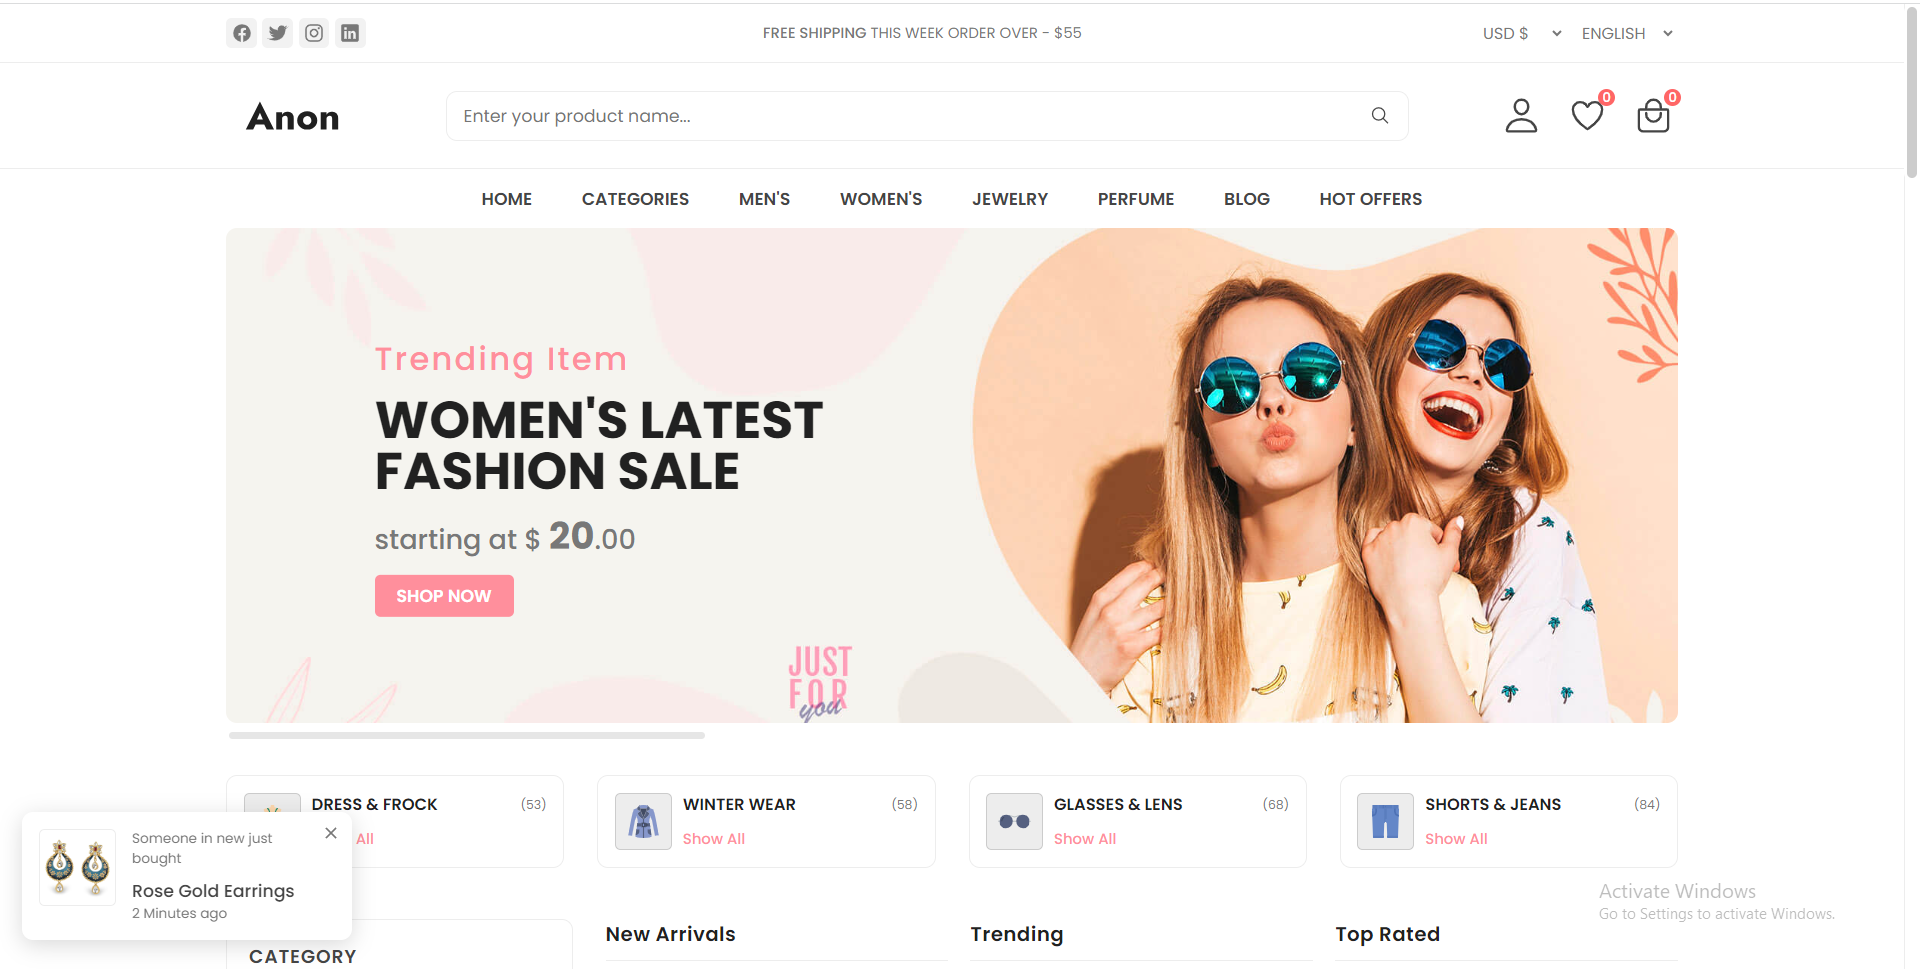 FREE SHIPPING THIS WEEK ORDER OVER - $55
USD $
ENGLISH
Anon
Enter your product name...
0
0
HOME
CATEGORIES
MEN'S
WOMEN'S
JEWELRY
PERFUME
BLOG
HOT OFFERS
Trending Item
WOMEN'S LATEST
FASHION SALE
starting at $ 20.00
SHOP NOW
JUST
FOR
you
DRESS & FROCK
(53)
All
WINTER WEAR
(58)
Show All
GLASSES & LENS
(68)
Show All
SHORTS & JEANS
(84)
Show All
Someone in new just
bought
Rose Gold Earrings
2 Minutes ago
CATEGORY
New Arrivals
Trending
Top Rated
Activate Windows
Go to Settings to activate Windows.